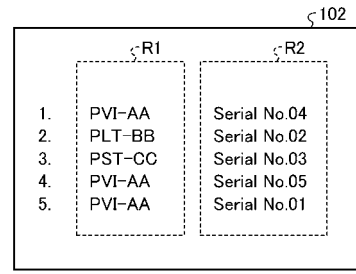 102
R1 R2
1. PVI-AA Serial No.04
2. PLT-BB Serial No.02
3. PST-CC Serial No.03
4. PVI-AA Serial No.05
5. PVI-AA Serial No.01